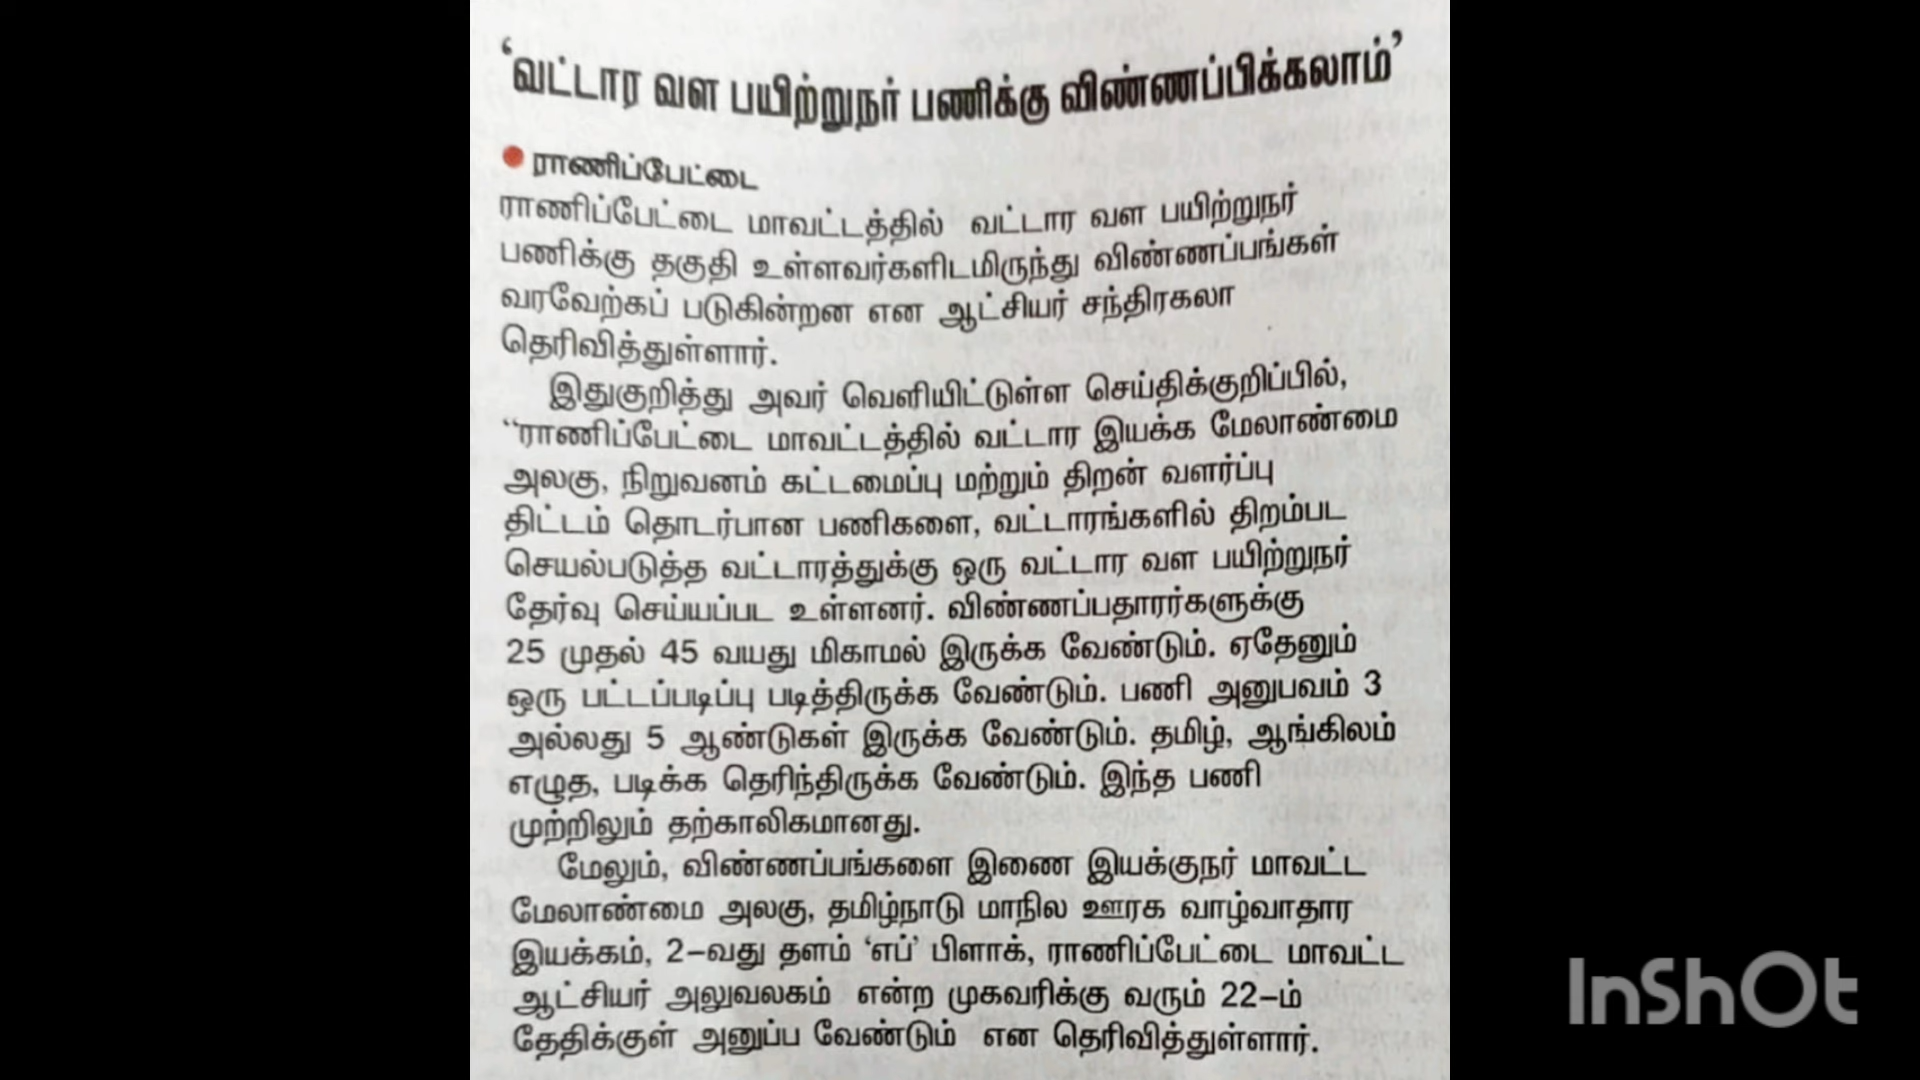 ‘வட்டார வள பயிற்றுநர் பணிக்கு விண்ணப்பிக்கலாம்’
● ராணிப்பேட்டை
ராணிப்பேட்டை மாவட்டத்தில் வட்டார வள பயிற்றுநர்
பணிக்கு தகுதி உள்ளவர்களிடமிருந்து விண்ணப்பங்கள்
வரவேற்கப் படுகின்றன என ஆட்சியர் சந்திரகலா
தெரிவித்துள்ளார்.
இதுகுறித்து அவர் வெளியிட்டுள்ள செய்திக்குறிப்பில்,
“ராணிப்பேட்டை மாவட்டத்தில் வட்டார இயக்க மேலாண்மை
அலகு, நிறுவனம் கட்டமைப்பு மற்றும் திறன் வளர்ப்பு
திட்டம் தொடர்பான பணிகளை, வட்டாரங்களில் திறம்பட
செயல்படுத்த வட்டாரத்துக்கு ஒரு வட்டார வள பயிற்றுநர்
தேர்வு செய்யப்பட உள்ளனர். விண்ணப்பதாரர்களுக்கு
25 முதல் 45 வயது மிகாமல் இருக்க வேண்டும். ஏதேனும்
ஒரு பட்டப்படிப்பு படித்திருக்க வேண்டும். பணி அனுபவம் 3
அல்லது 5 ஆண்டுகள் இருக்க வேண்டும். தமிழ், ஆங்கிலம்
எழுத, படிக்க தெரிந்திருக்க வேண்டும். இந்த பணி
முற்றிலும் தற்காலிகமானது.
மேலும், விண்ணப்பங்களை இணை இயக்குநர் மாவட்ட
மேலாண்மை அலகு, தமிழ்நாடு மாநில ஊரக வாழ்வாதார
இயக்கம், 2-வது தளம் ‘எப்’ பிளாக், ராணிப்பேட்டை மாவட்ட
ஆட்சியர் அலுவலகம் என்ற முகவரிக்கு வரும் 22-ம்
தேதிக்குள் அனுப்ப வேண்டும் என தெரிவித்துள்ளார்.
InShOt